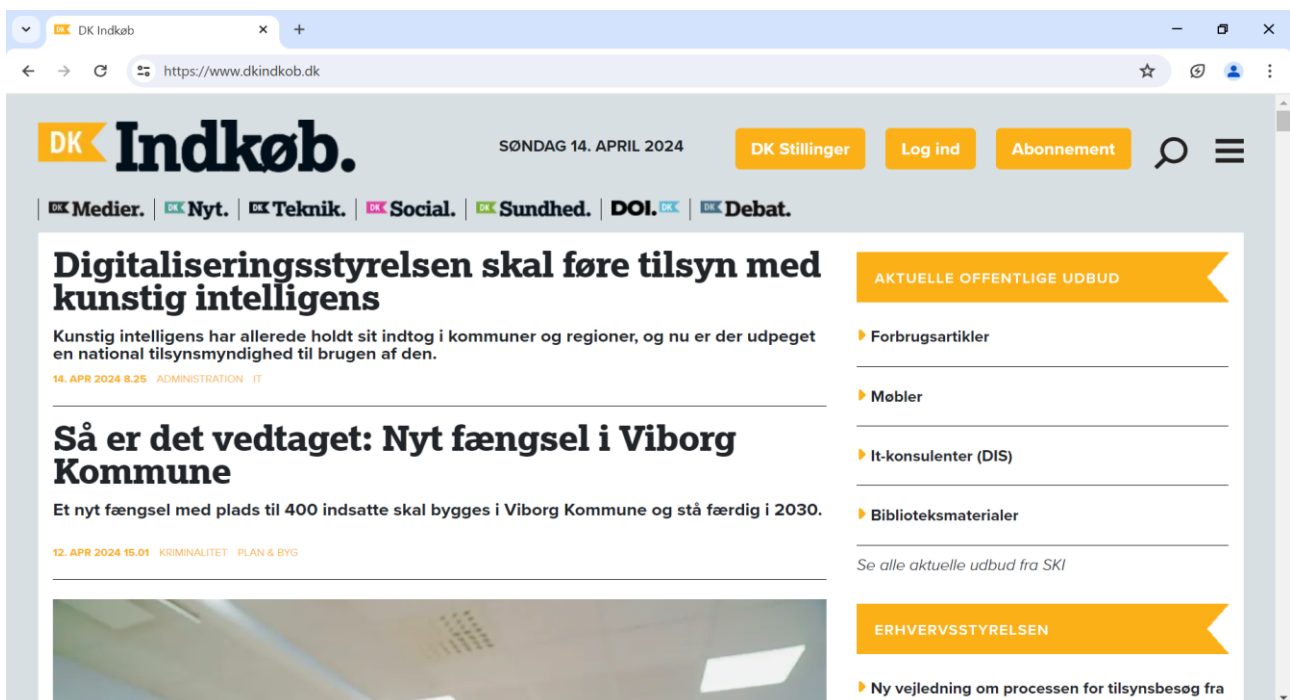 DK Indkøb
https://www.dkindkob.dk
DK Indkøb.
SØNDAG 14. APRIL 2024
DK Stillinger
Log ind
Abonnement
DK Medier. DK Nyt. DK Teknik. DK Social. DK Sundhed. DOI. DK DK Debat.
Digitaliseringsstyrelsen skal føre tilsyn med
kunstig intelligens
Kunstig intelligens har allerede holdt sit indtog i kommuner og regioner, og nu er der udpeget
en national tilsynsmyndighed til brugen af den.
14. APR 2024 8.25 ADMINISTRATION IT
Så er det vedtaget: Nyt fængsel i Viborg
Kommune
Et nyt fængsel med plads til 400 indsatte skal bygges i Viborg Kommune og stå færdig i 2030.
12. APR 2024 15.01 KRIMINALITET PLAN & BYG
AKTUELLE OFFENTLIGE UDBUD
Forbrugsartikler
Møbler
It-konsulenter (DIS)
Biblioteksmaterialer
Se alle aktuelle udbud fra SKI
ERHVERVSSTYRELSEN
Ny vejledning om processen for tilsynsbesøg fra